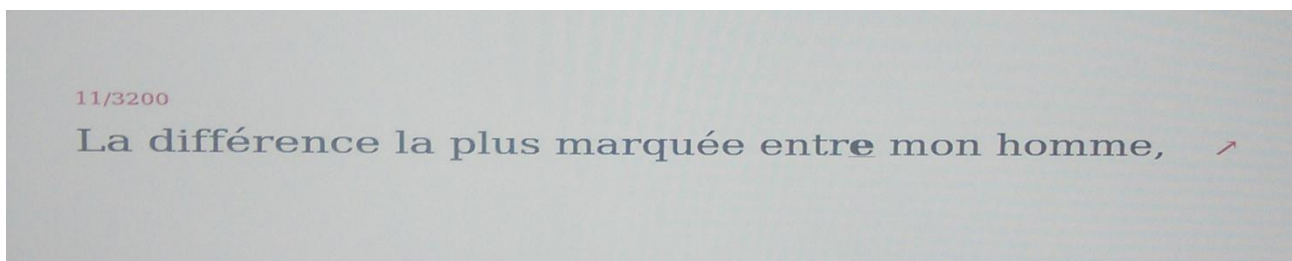 11/3200
La différence la plus marquée entre mon homme, ↗